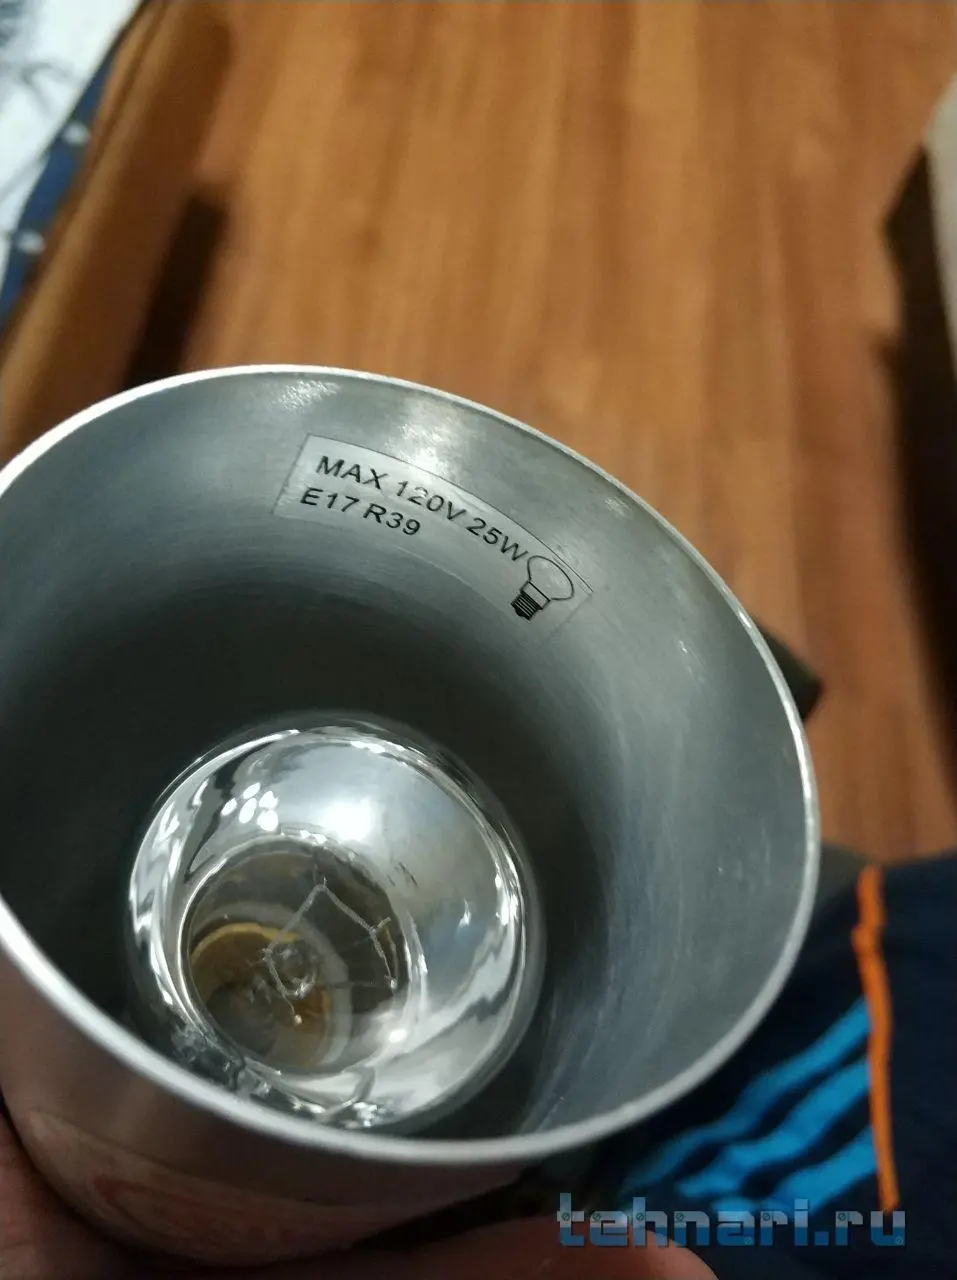 MAX 120V 25W
E17 R39
tehnari.ru